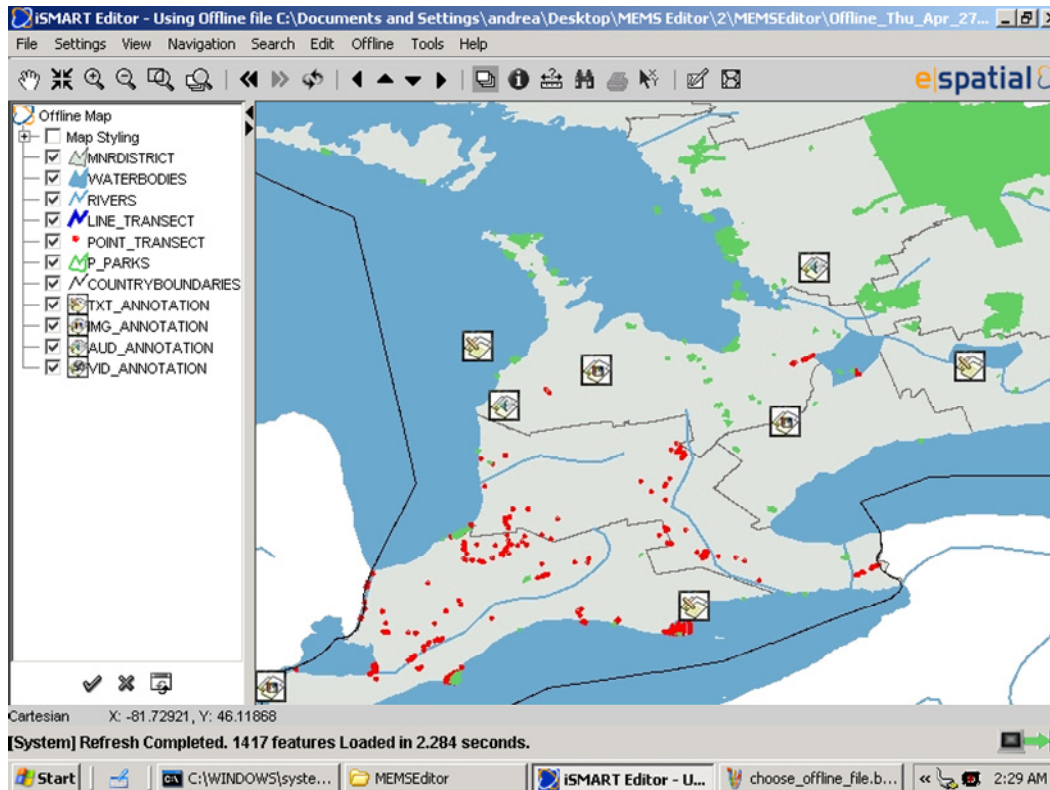 iSMART Editor - Using Offline file C:\Documents and Settings\andrea\Desktop\MEMS Editor\2\MEMSEditor\Offline_Thu_Apr_27...
File Settings View Navigation Search Edit Offline Tools Help
e|spatial
Offline Map
Map Styling
MNRDISTRICT
WATERBODIES
RIVERS
LINE_TRANSECT
POINT_TRANSECT
P_PARKS
COUNTRYBOUNDARIES
TXT_ANNOTATION
IMG_ANNOTATION
AUD_ANNOTATION
VID_ANNOTATION
Cartesian X: -81.72921, Y: 46.11868
[System] Refresh Completed. 1417 features Loaded in 2.284 seconds.
Start C:\WINDOWS\syste... MEMSEditor iSMART Editor - U... choose_offline_file.b... « 2:29 AM